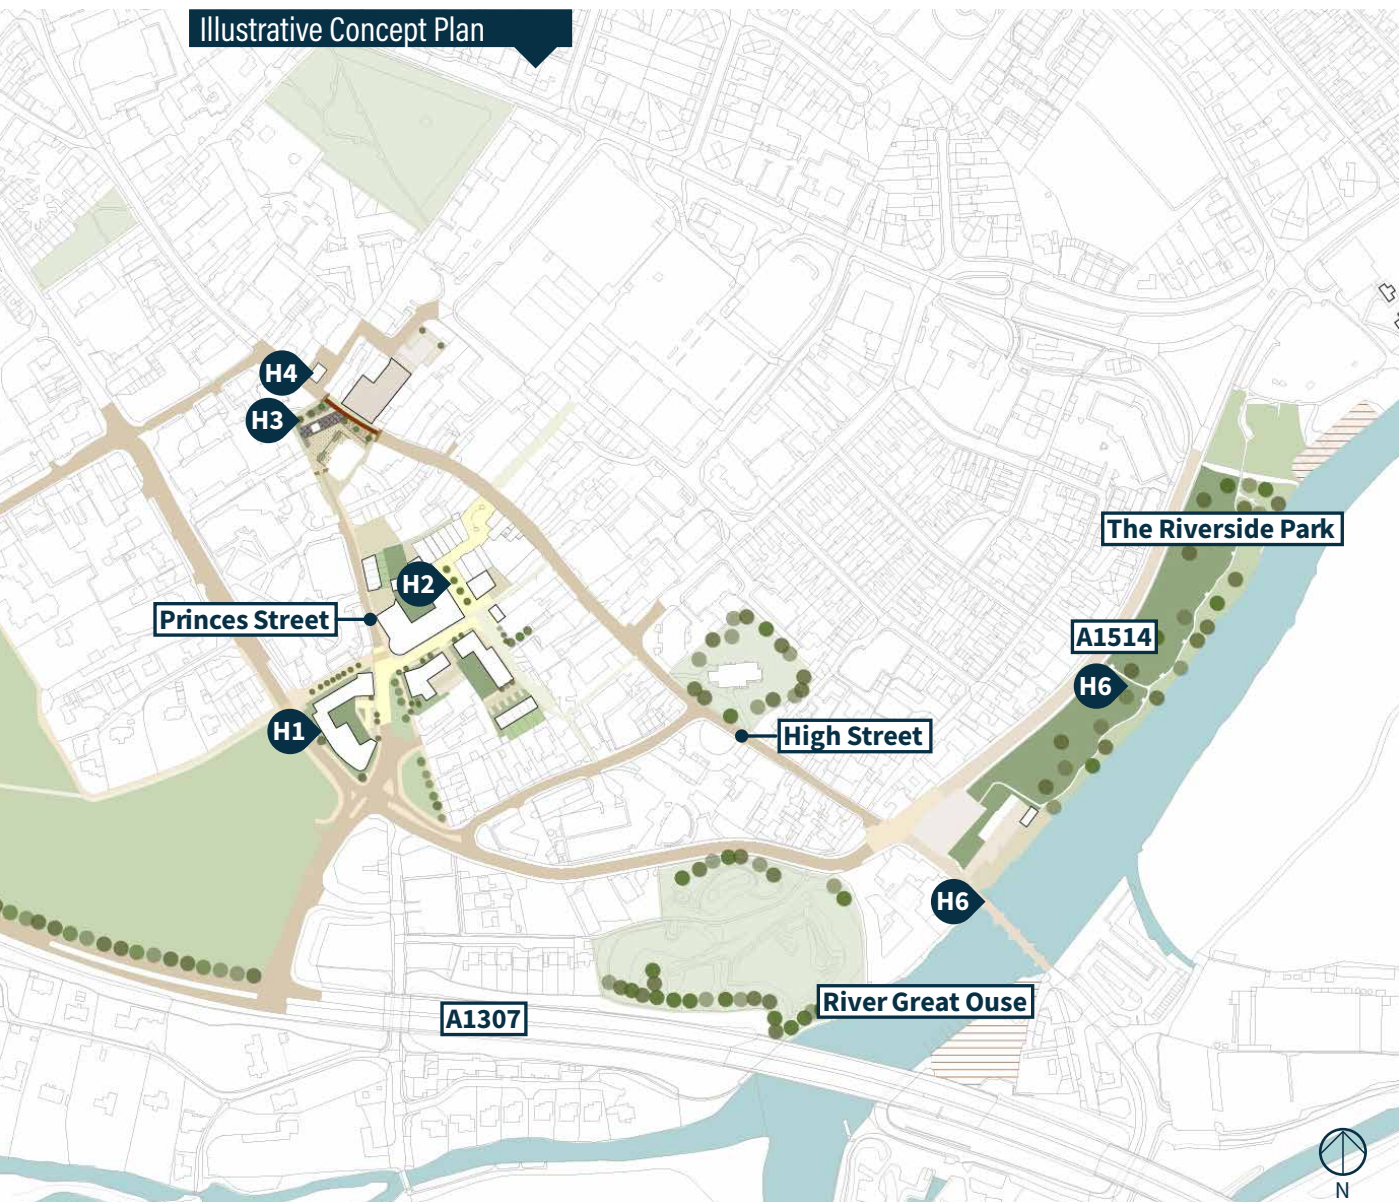 Illustrative Concept Plan
H4
H3
The Riverside Park
H2
Princes Street
A1514
H6
H1
High Street
H6
River Great Ouse
A1307
N